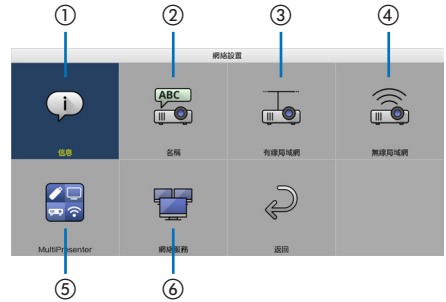 ① ② ③ ④
網絡設置
ABC
信息 名稱 有線局域網 無線局域網
MultiPresenter 網絡服務 返回
⑤ ⑥